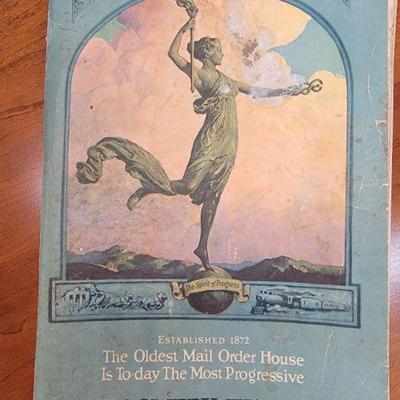 The Spirit of Progress
ESTABLISHED 1872
The Oldest Mail Order House
Is To-day The Most Progressive